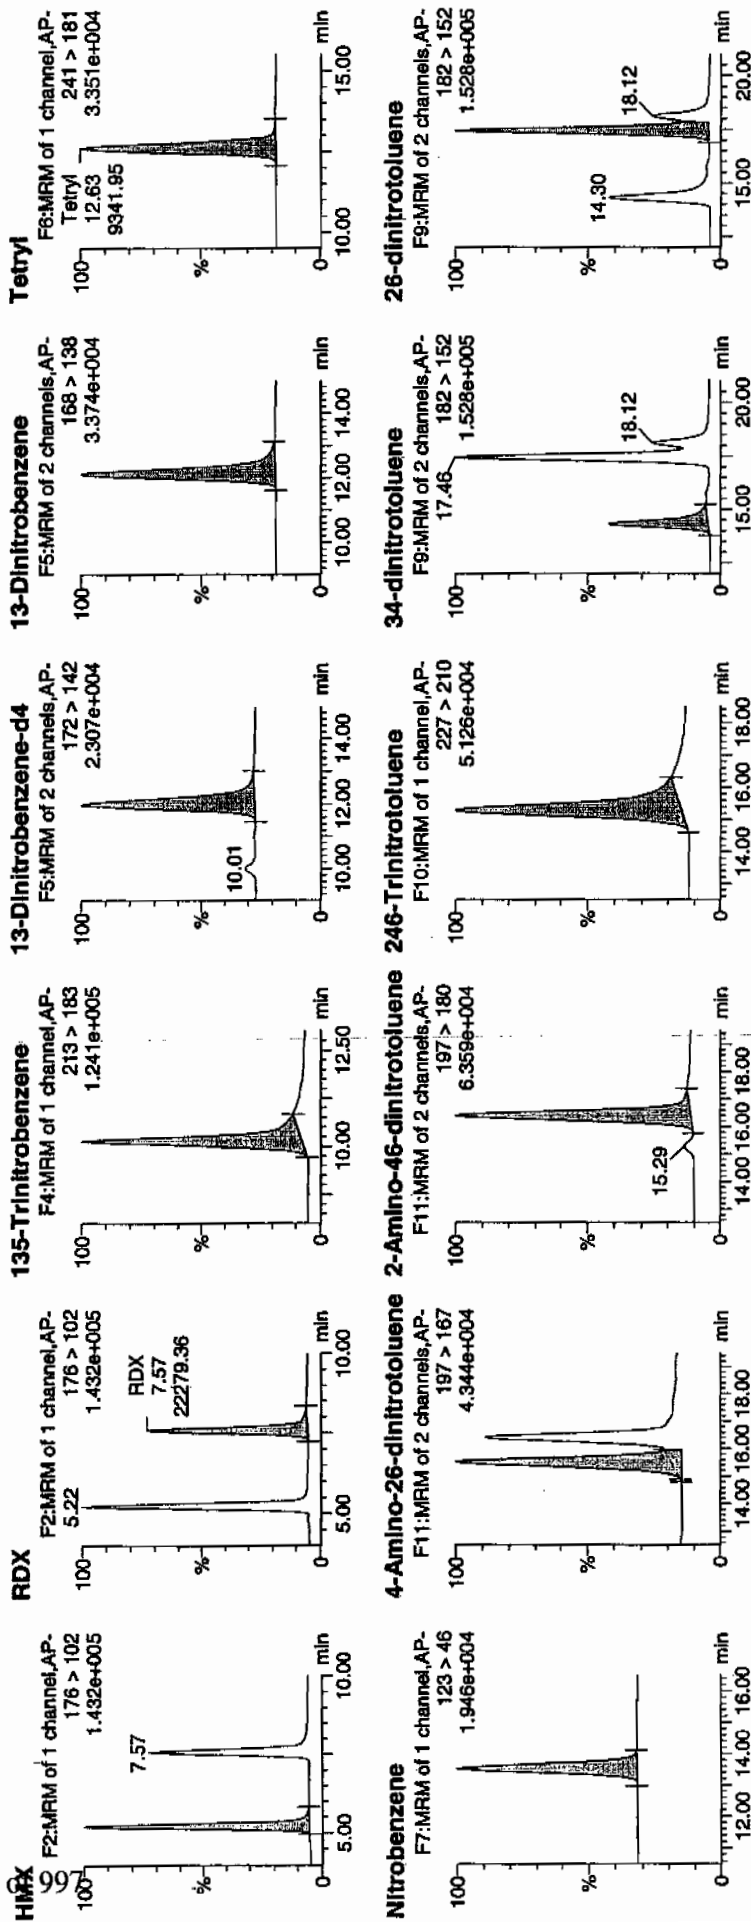 HMX
997
F2:MRM of 1 channel,AP-
176 > 102
1.432e+005
100
7.57
%
0
5.00 10.00 min
RDX
F2:MRM of 1 channel,AP-
176 > 102
1.432e+005
100
5.22
RDX
7.57
22279.36
%
0
5.00 10.00 min
135-Trinitrobenzene
F4:MRM of 1 channel,AP-
213 > 183
1.241e+005
100
%
0
10.00 12.50 min
13-Dinitrobenzene-d4
F5:MRM of 2 channels,AP-
172 > 142
2.307e+004
100
%
10.01
0
10.00 12.00 14.00 min
13-Dinitrobenzene
F5:MRM of 2 channels,AP-
168 > 138
3.374e+004
100
%
0
10.00 12.00 14.00 min
Tetryl
F6:MRM of 1 channel,AP-
241 > 181
3.351e+004
100
Tetryl
12.63
9341.95
%
0
10.00 15.00 min
Nitrobenzene
F7:MRM of 1 channel,AP-
123 > 46
1.946e+004
100
%
0
12.00 14.00 16.00 min
4-Amino-26-dinitrotoluene
F11:MRM of 2 channels,AP-
197 > 167
4.344e+004
100
%
0
14.00 16.00 18.00 min
2-Amino-46-dinitrotoluene
F11:MRM of 2 channels,AP-
197 > 180
6.359e+004
100
%
15.29
0
14.00 16.00 18.00 min
246-Trinitrotoluene
F10:MRM of 1 channel,AP-
227 > 210
5.126e+004
100
%
0
14.00 16.00 18.00 min
34-dinitrotoluene
F9:MRM of 2 channels,AP-
182 > 152
1.528e+005
100
17.46
18.12
%
0
15.00 20.00 min
26-dinitrotoluene
F9:MRM of 2 channels,AP-
182 > 152
1.528e+005
100
14.30
18.12
%
0
15.00 20.00 min